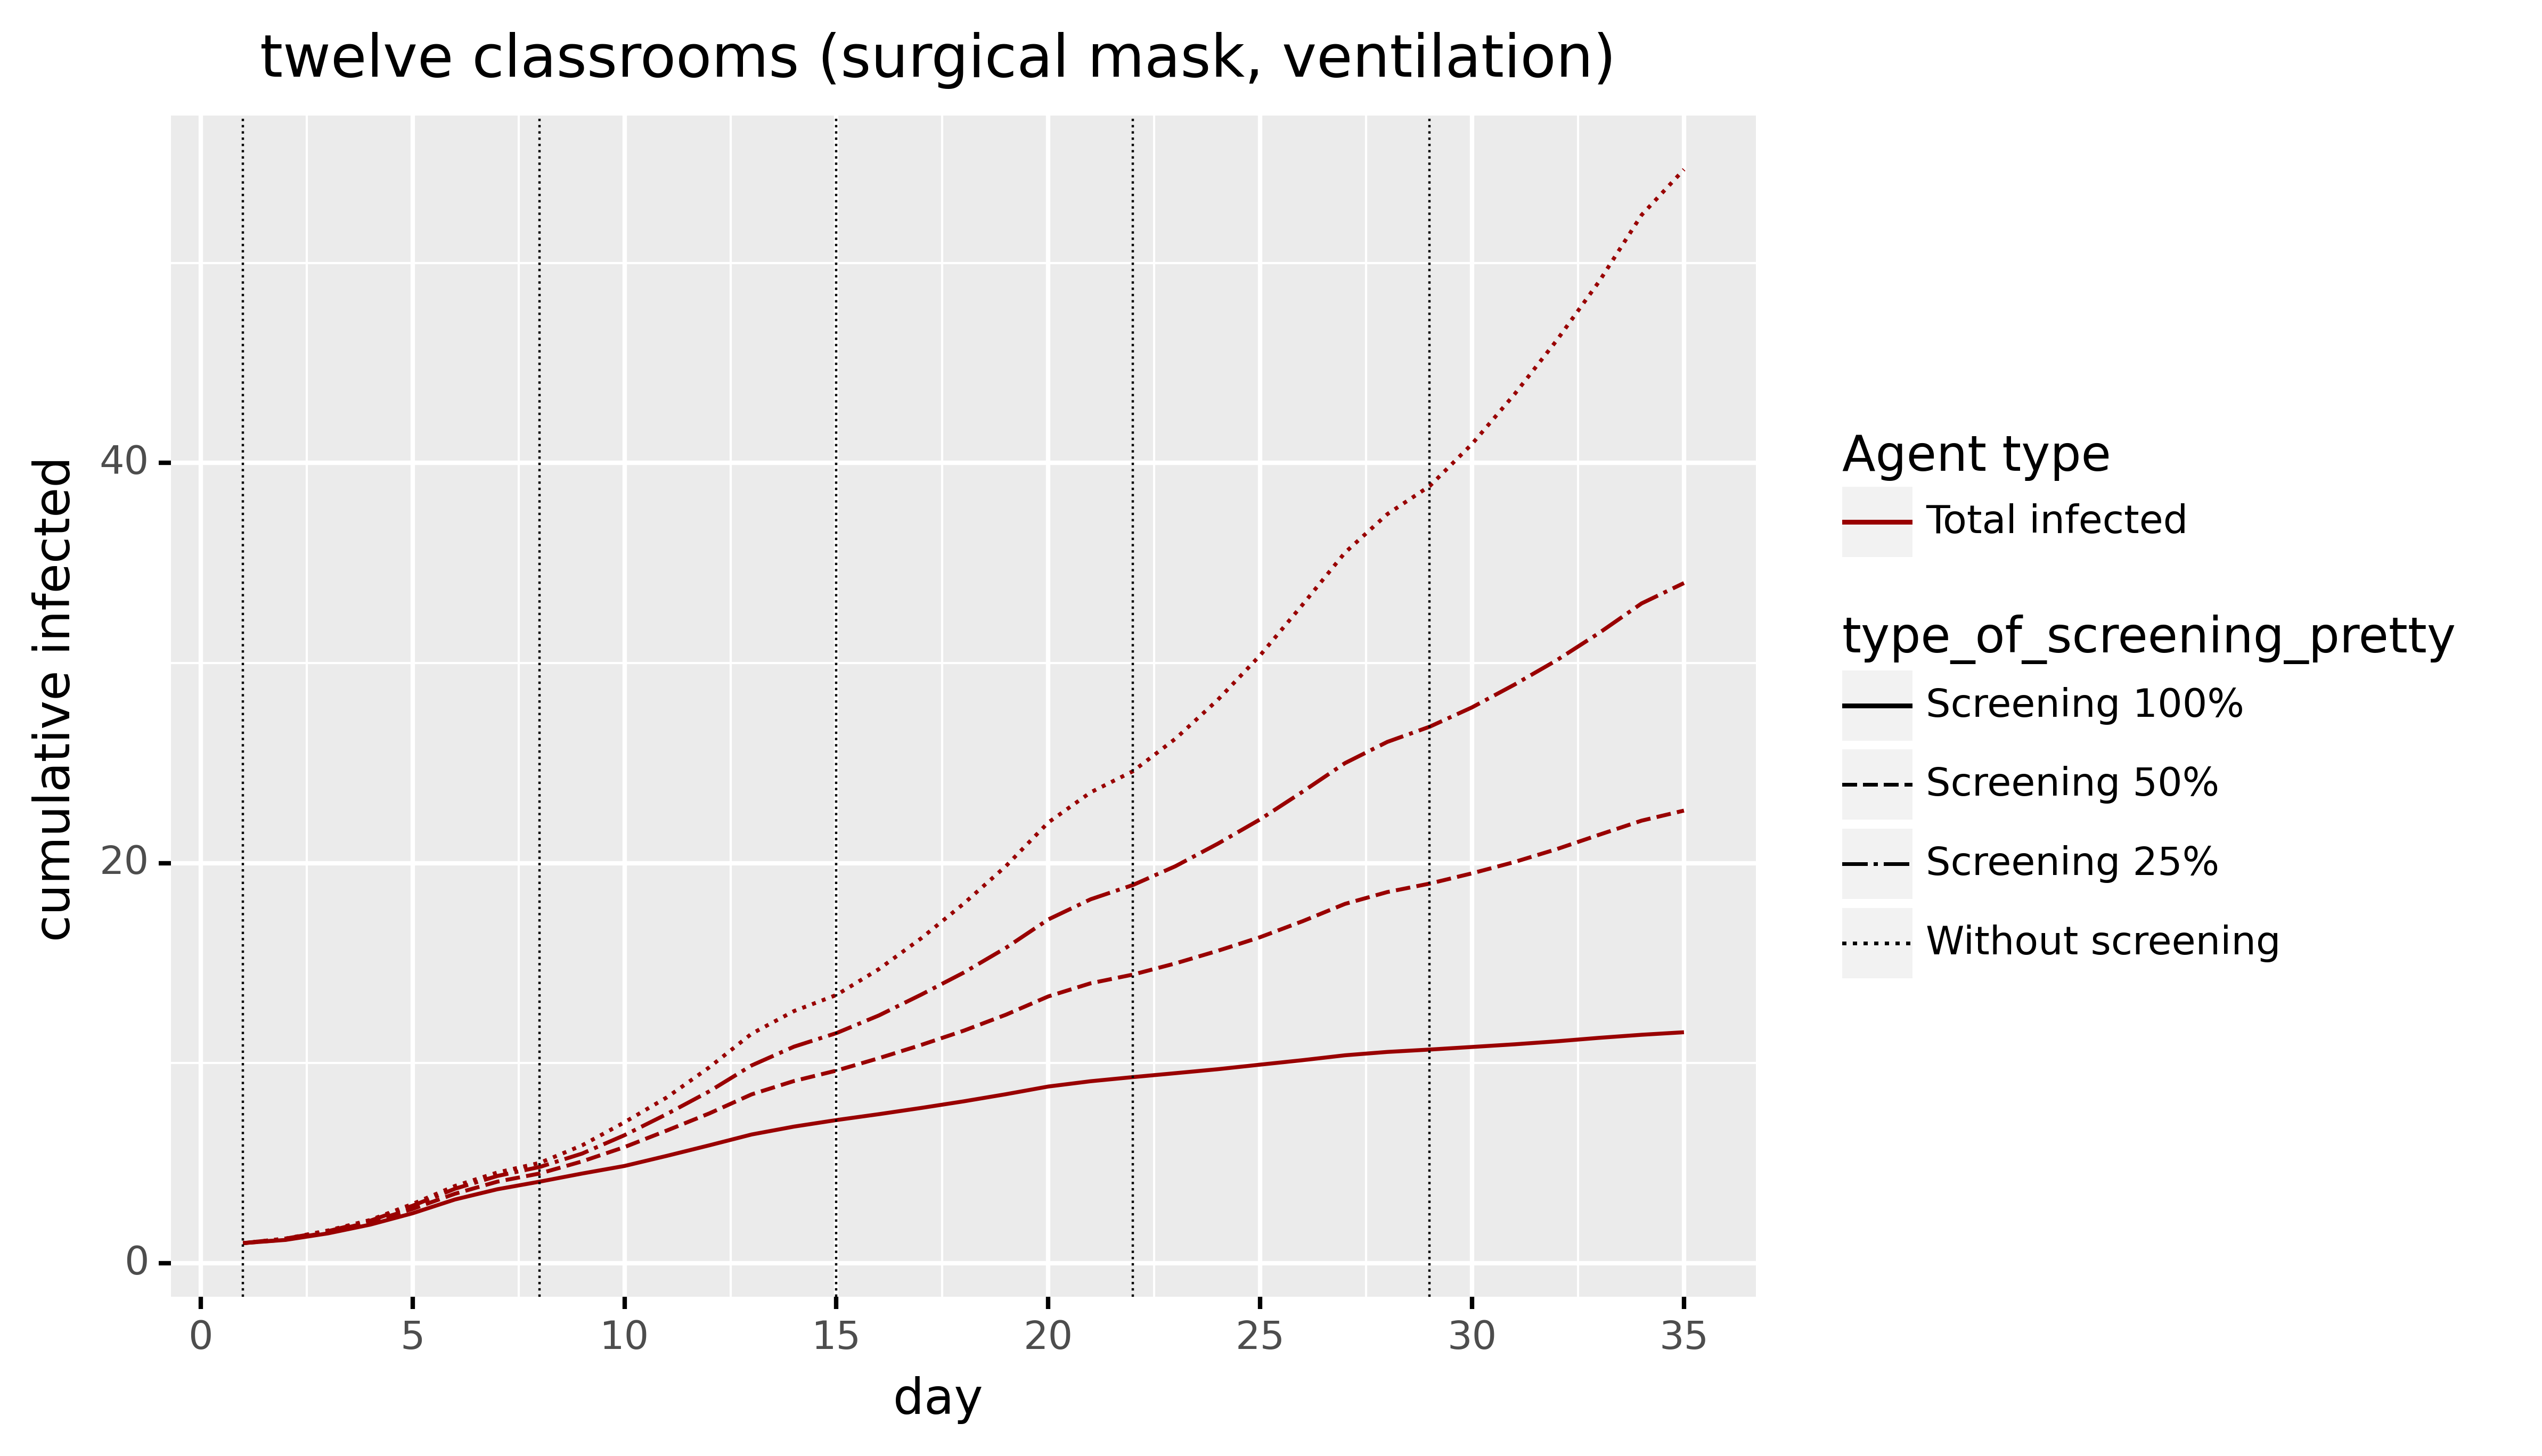 twelve classrooms (surgical mask, ventilation)
cumulative infected
40
20
0
0 5 10 15 20 25 30 35
day
Agent type
Total infected
type_of_screening_pretty
Screening 100%
Screening 50%
Screening 25%
Without screening